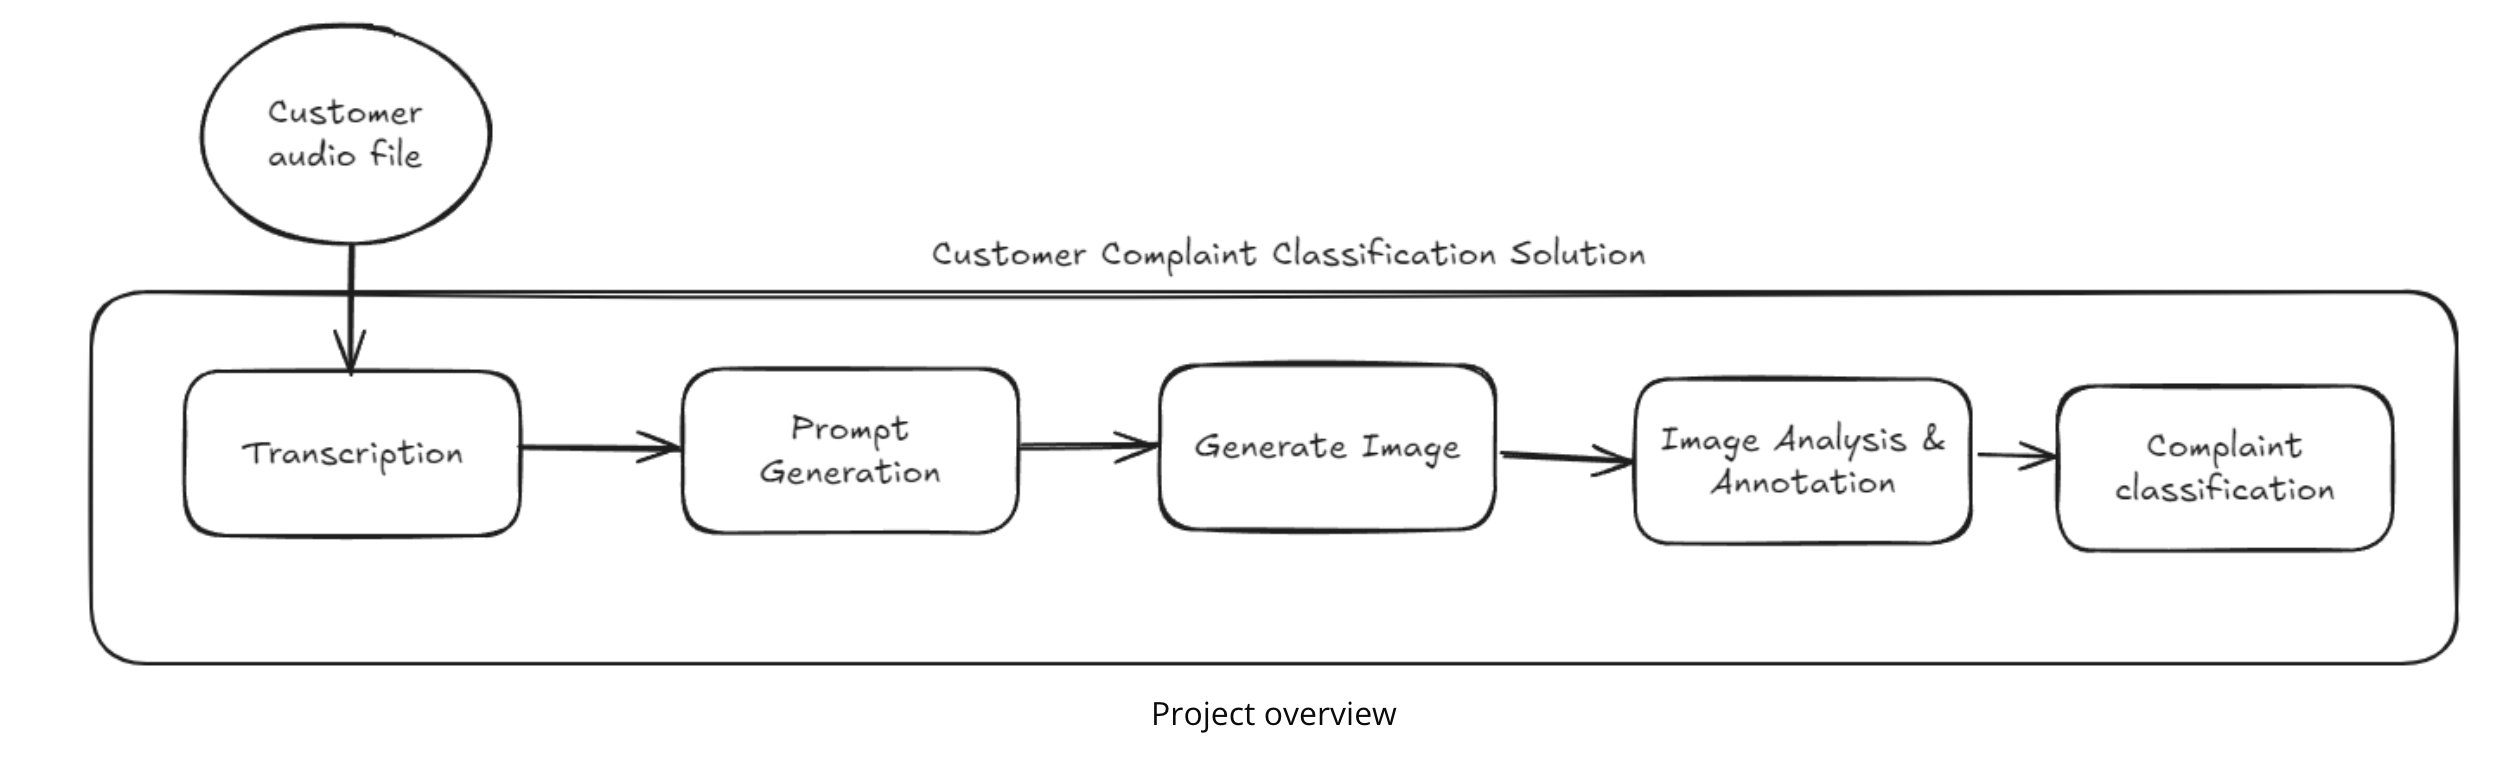 Customer
audio file
Customer Complaint Classification Solution
Transcription
Prompt
Generation
Generate Image
Image Analysis &
Annotation
Complaint
classification
Project overview